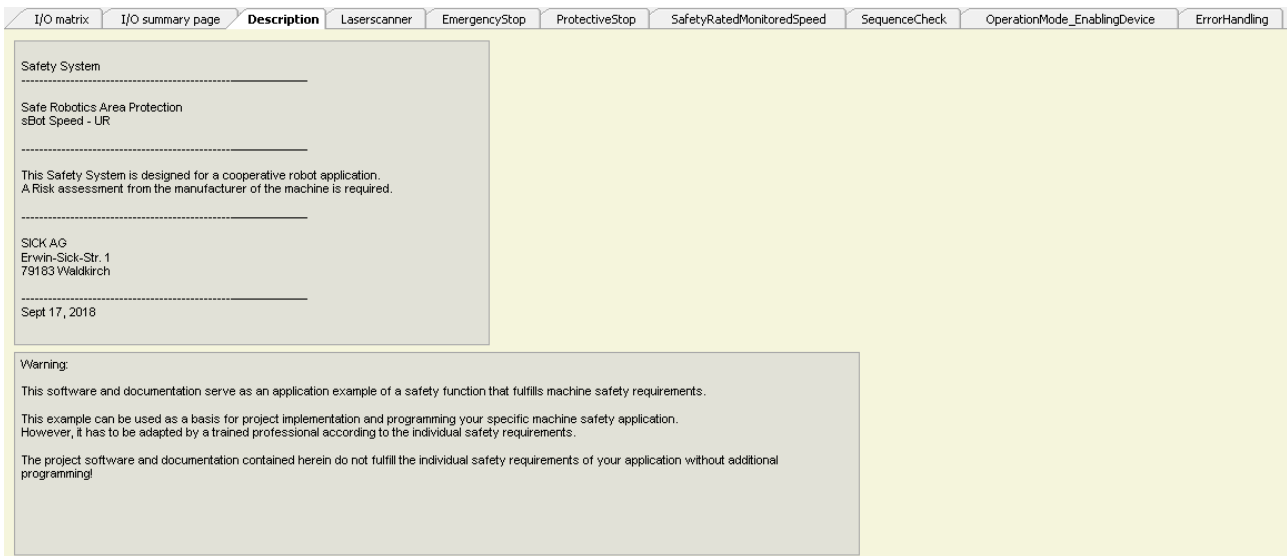 I/O matrix
I/O summary page
Description
Laserscanner
EmergencyStop
ProtectiveStop
SafetyRatedMonitoredSpeed
SequenceCheck
OperationMode_EnablingDevice
ErrorHandling
Safety System
------------------------------------------------------------
Safe Robotics Area Protection
sBot Speed - UR
------------------------------------------------------------
This Safety System is designed for a cooperative robot application.
A Risk assessment from the manufacturer of the machine is required.
------------------------------------------------------------
SICK AG
Erwin-Sick-Str. 1
79183 Waldkirch
------------------------------------------------------------
Sept 17, 2018
Warning:
This software and documentation serve as an application example of a safety function that fulfills machine safety requirements.
This example can be used as a basis for project implementation and programming your specific machine safety application.
However, it has to be adapted by a trained professional according to the individual safety requirements.
The project software and documentation contained herein do not fulfill the individual safety requirements of your application without additional
programming!